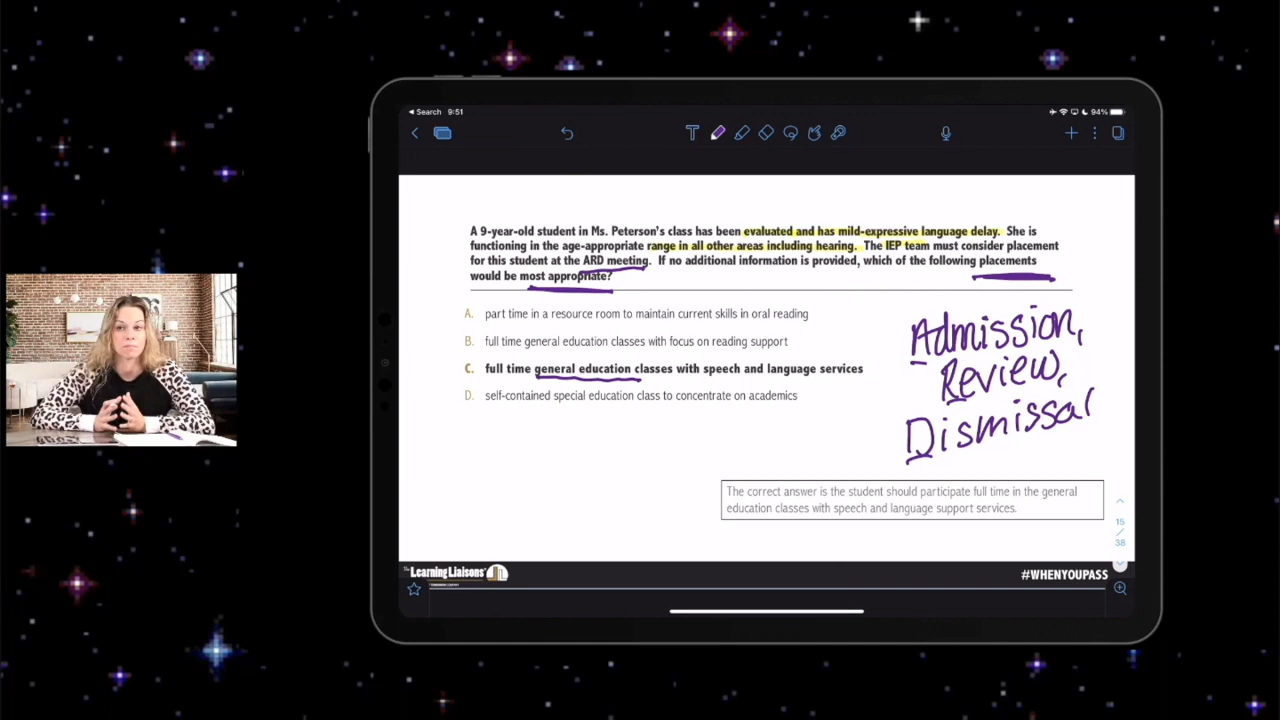 Search 9:51
94%
A 9-year-old student in Ms. Peterson's class has been evaluated and has mild-expressive language delay. She is
functioning in the age-appropriate range in all other areas including hearing. The IEP team must consider placement
for this student at the ARD meeting. If no additional information is provided, which of the following placements
would be most appropriate?
A. part time in a resource room to maintain current skills in oral reading
B. full time general education classes with focus on reading support
C. full time general education classes with speech and language services
D. self-contained special education class to concentrate on academics
Admission,
Review,
Dismissal
The correct answer is the student should participate full time in the general
education classes with speech and language support services.
15
/
38
The Learning Liaisons
#WHENYOUPASS